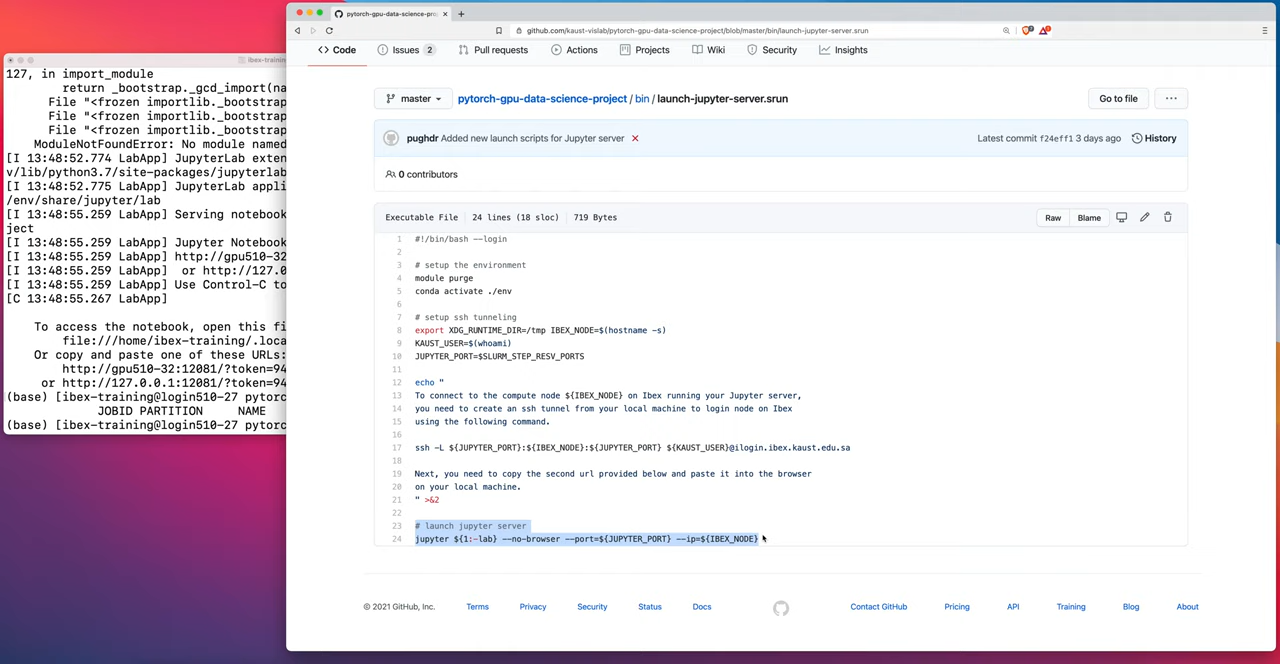 pytorch-gpu-data-science-proj
github.com/kaust-vislab/pytorch-gpu-data-science-project/blob/master/bin/launch-jupyter-server.srun
Code
Issues 2
Pull requests
Actions
Projects
Wiki
Security
Insights
master
pytorch-gpu-data-science-project / bin / launch-jupyter-server.srun
Go to file
...
pughdr Added new launch scripts for Jupyter server
Latest commit f24eff1 3 days ago
History
0 contributors
Executable File 24 lines (18 sloc) 719 Bytes
Raw
Blame
1 #!/bin/bash --login
2
3 # setup the environment
4 module purge
5 conda activate ./env
6
7 # setup ssh tunneling
8 export XDG_RUNTIME_DIR=/tmp IBEX_NODE=$(hostname -s)
9 KAUST_USER=$(whoami)
10 JUPYTER_PORT=$SLURM_STEP_RESV_PORTS
11
12 echo "
13 To connect to the compute node ${IBEX_NODE} on Ibex running your Jupyter server,
14 you need to create an ssh tunnel from your local machine to login node on Ibex
15 using the following command.
16
17 ssh -L ${JUPYTER_PORT}:${IBEX_NODE}:${JUPYTER_PORT} ${KAUST_USER}@ilogin.ibex.kaust.edu.sa
18
19 Next, you need to copy the second url provided below and paste it into the browser
20 on your local machine.
21 " >&2
22
23 # launch jupyter server
24 jupyter ${1:-lab} --no-browser --port=${JUPYTER_PORT} --ip=${IBEX_NODE}
© 2021 GitHub, Inc.
Terms
Privacy
Security
Status
Docs
Contact GitHub
Pricing
API
Training
Blog
About
ibex-trainin
127, in import_module
return _bootstrap._gcd_import(na
File "<frozen importlib._bootstrap
File "<frozen importlib._bootstrap
File "<frozen importlib._bootstrap
ModuleNotFoundError: No module named
[I 13:48:52.774 LabApp] JupyterLab exten
v/lib/python3.7/site-packages/jupyterlab
[I 13:48:52.775 LabApp] JupyterLab appli
/env/share/jupyter/lab
[I 13:48:55.259 LabApp] Serving notebook
ject
[I 13:48:55.259 LabApp] Jupyter Notebook
[I 13:48:55.259 LabApp] http://gpu510-32
[I 13:48:55.259 LabApp] or http://127.0
[I 13:48:55.259 LabApp] Use Control-C to
[C 13:48:55.267 LabApp]
To access the notebook, open this fi
file:///home/ibex-training/.loca
Or copy and paste one of these URLs:
http://gpu510-32:12081/?token=94
or http://127.0.0.1:12081/?token=94
(base) [ibex-training@login510-27 pytorc
JOBID PARTITION NAME
(base) [ibex-training@login510-27 pytorc